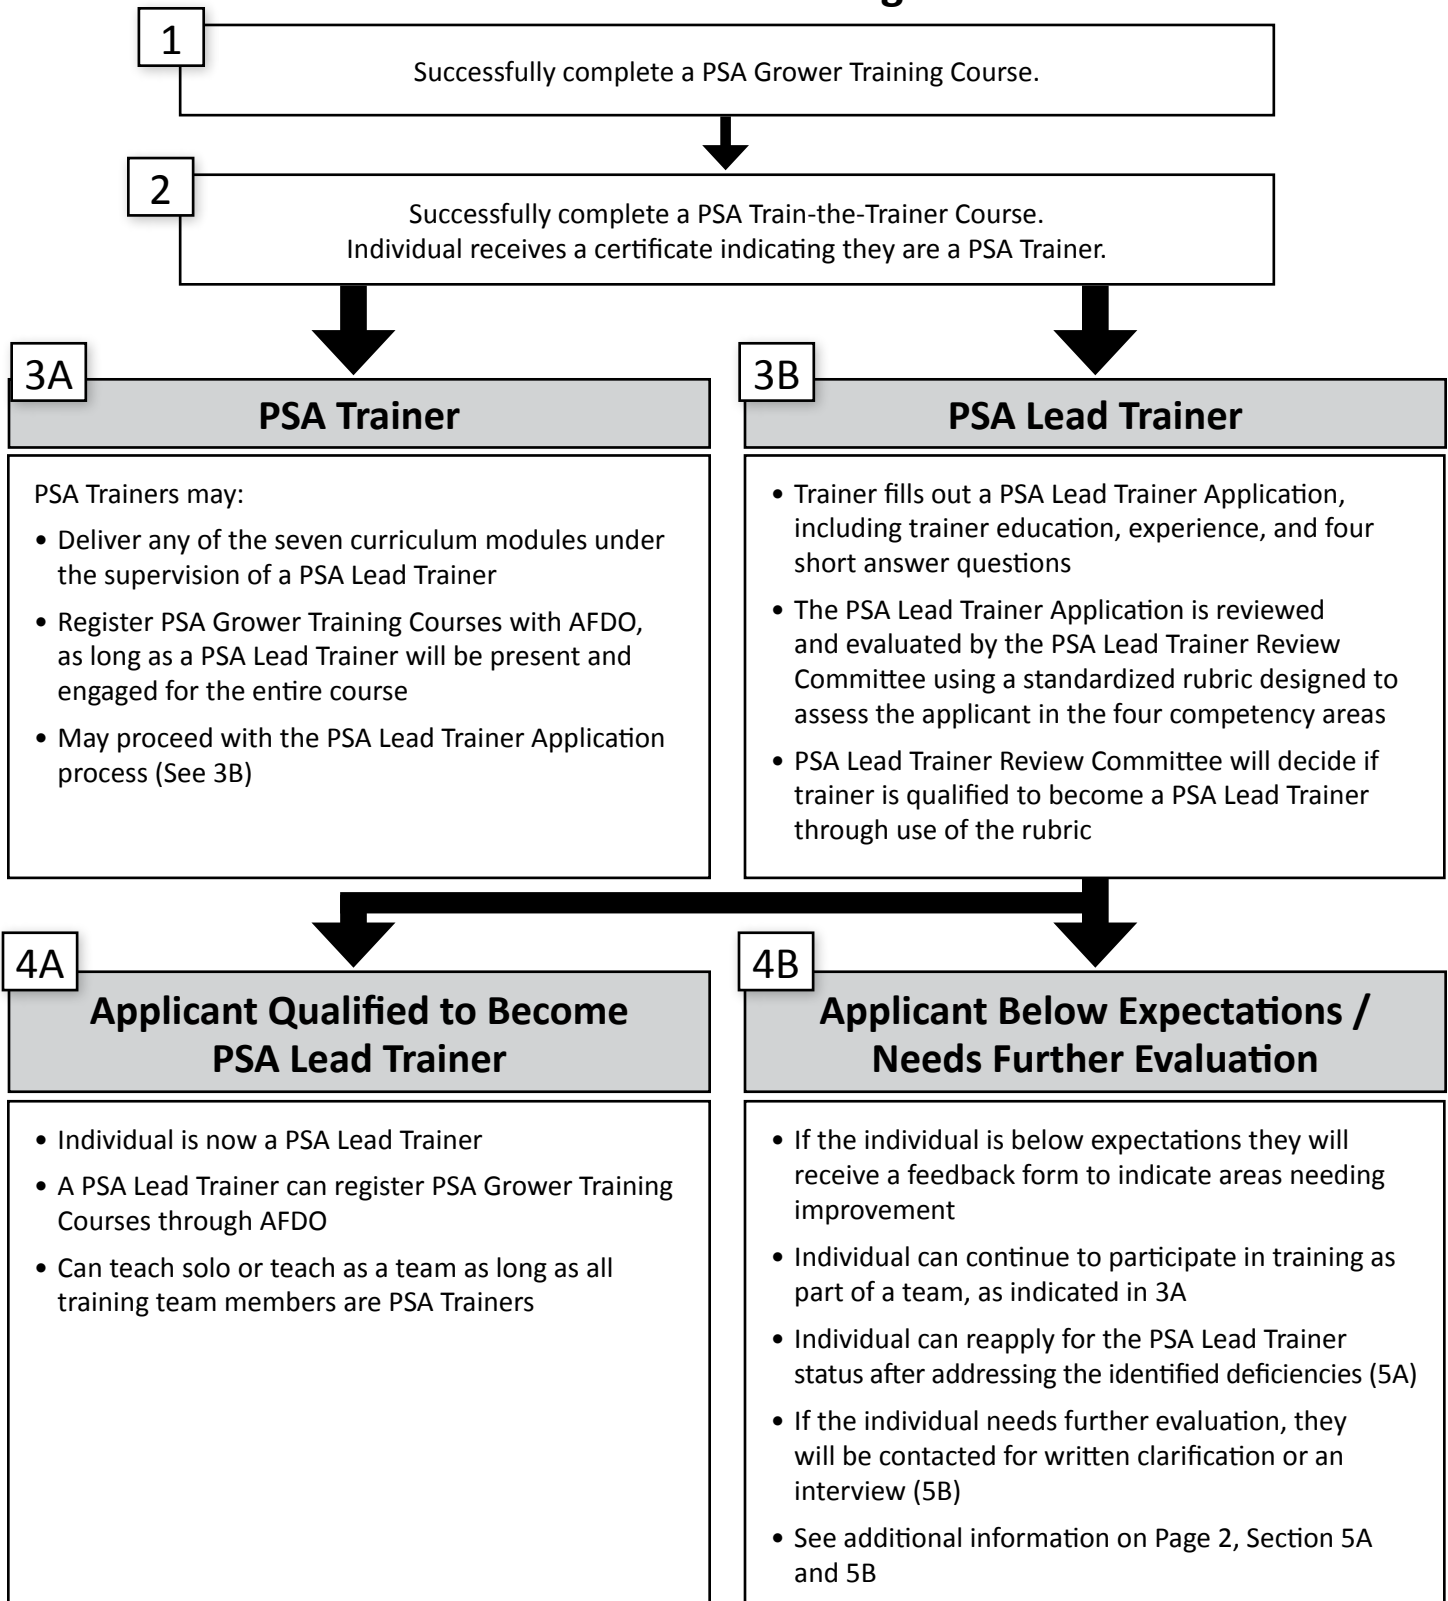 1
Successfully complete a PSA Grower Training Course.
2
Successfully complete a PSA Train-the-Trainer Course.
Individual receives a certificate indicating they are a PSA Trainer.
3A
PSA Trainer
PSA Trainers may:
• Deliver any of the seven curriculum modules under
the supervision of a PSA Lead Trainer
• Register PSA Grower Training Courses with AFDO,
as long as a PSA Lead Trainer will be present and
engaged for the entire course
• May proceed with the PSA Lead Trainer Application
process (See 3B)
3B
PSA Lead Trainer
• Trainer fills out a PSA Lead Trainer Application,
including trainer education, experience, and four
short answer questions
• The PSA Lead Trainer Application is reviewed
and evaluated by the PSA Lead Trainer Review
Committee using a standardized rubric designed to
assess the applicant in the four competency areas
• PSA Lead Trainer Review Committee will decide if
trainer is qualified to become a PSA Lead Trainer
through use of the rubric
4A
Applicant Qualified to Become
PSA Lead Trainer
• Individual is now a PSA Lead Trainer
• A PSA Lead Trainer can register PSA Grower Training
Courses through AFDO
• Can teach solo or teach as a team as long as all
training team members are PSA Trainers
4B
Applicant Below Expectations /
Needs Further Evaluation
• If the individual is below expectations they will
receive a feedback form to indicate areas needing
improvement
• Individual can continue to participate in training as
part of a team, as indicated in 3A
• Individual can reapply for the PSA Lead Trainer
status after addressing the identified deficiencies (5A)
• If the individual needs further evaluation, they
will be contacted for written clarification or an
interview (5B)
• See additional information on Page 2, Section 5A
and 5B